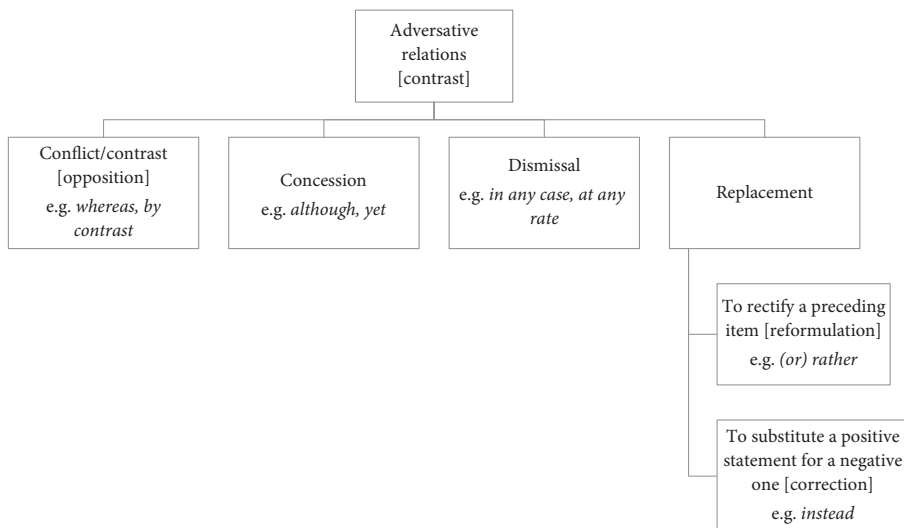 Adversative
relations
[contrast]
Conflict/contrast
[opposition]
e.g. whereas, by
contrast
Concession
e.g. although, yet
Dismissal
e.g. in any case, at any
rate
Replacement
To rectify a preceding
item [reformulation]
e.g. (or) rather
To substitute a positive
statement for a negative
one [correction]
e.g. instead